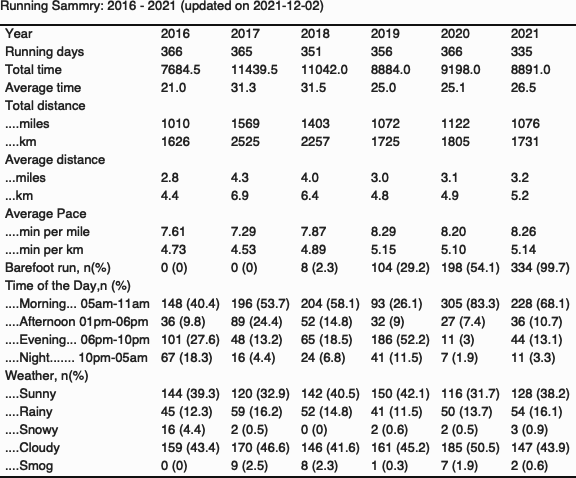 Running Sammry: 2016 - 2021 (updated on 2021-12-02)
Year 2016 2017 2018 2019 2020 2021
Running days 366 365 351 356 366 335
Total time 7684.5 11439.5 11042.0 8884.0 9198.0 8891.0
Average time 21.0 31.3 31.5 25.0 25.1 26.5
Total distance
....miles 1010 1569 1403 1072 1122 1076
....km 1626 2525 2257 1725 1805 1731
Average distance
...miles 2.8 4.3 4.0 3.0 3.1 3.2
...km 4.4 6.9 6.4 4.8 4.9 5.2
Average Pace
....min per mile 7.61 7.29 7.87 8.29 8.20 8.26
....min per km 4.73 4.53 4.89 5.15 5.10 5.14
Barefoot run, n(%) 0 (0) 0 (0) 8 (2.3) 104 (29.2) 198 (54.1) 334 (99.7)
Time of the Day,n (%)
....Morning... 05am-11am 148 (40.4) 196 (53.7) 204 (58.1) 93 (26.1) 305 (83.3) 228 (68.1)
....Afternoon 01pm-06pm 36 (9.8) 89 (24.4) 52 (14.8) 32 (9) 27 (7.4) 36 (10.7)
....Evening... 06pm-10pm 101 (27.6) 48 (13.2) 65 (18.5) 186 (52.2) 11 (3) 44 (13.1)
....Night....... 10pm-05am 67 (18.3) 16 (4.4) 24 (6.8) 41 (11.5) 7 (1.9) 11 (3.3)
Weather, n(%)
....Sunny 144 (39.3) 120 (32.9) 142 (40.5) 150 (42.1) 116 (31.7) 128 (38.2)
....Rainy 45 (12.3) 59 (16.2) 52 (14.8) 41 (11.5) 50 (13.7) 54 (16.1)
....Snowy 16 (4.4) 2 (0.5) 0 (0) 2 (0.6) 2 (0.5) 3 (0.9)
....Cloudy 159 (43.4) 170 (46.6) 146 (41.6) 161 (45.2) 185 (50.5) 147 (43.9)
....Smog 0 (0) 9 (2.5) 8 (2.3) 1 (0.3) 7 (1.9) 2 (0.6)